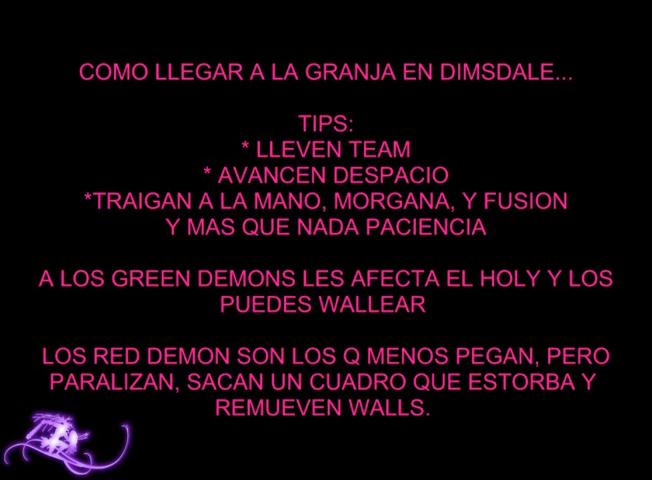 COMO LLEGAR A LA GRANJA EN DIMSDALE...
TIPS:
* LLEVEN TEAM
* AVANCEN DESPACIO
*TRAIGAN A LA MANO, MORGANA, Y FUSION
Y MAS QUE NADA PACIENCIA
A LOS GREEN DEMONS LES AFECTA EL HOLY Y LOS
PUEDES WALLEAR
LOS RED DEMON SON LOS Q MENOS PEGAN, PERO
PARALIZAN, SACAN UN CUADRO QUE ESTORBA Y
REMUEVEN WALLS.